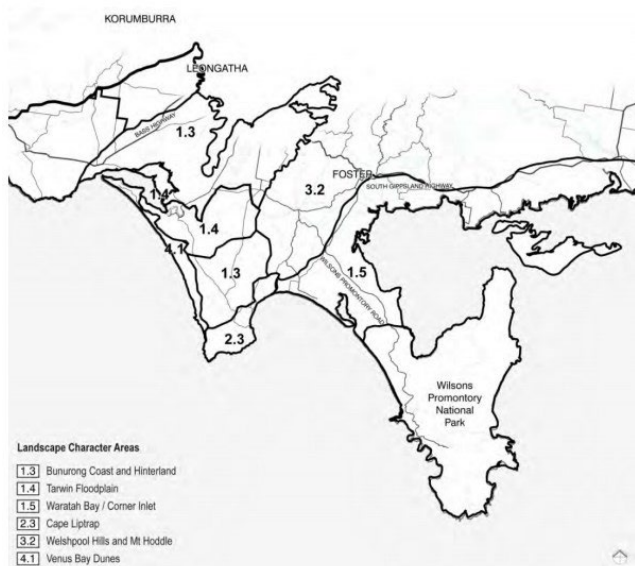 KORUMBURRA
LEONGATHA
BASS HIGHWAY
1.3
1.4
1.4
4.1
1.3
2.3
3.2
FOSTER
SOUTH GIPPSLAND HIGHWAY
1.5
WILSONS PROMONTORY ROAD
Wilsons
Promontory
National
Park
Landscape Character Areas
1.3 Bunurong Coast and Hinterland
1.4 Tarwin Floodplain
1.5 Waratah Bay / Corner Inlet
2.3 Cape Liptrap
3.2 Welshpool Hills and Mt Hoddle
4.1 Venus Bay Dunes